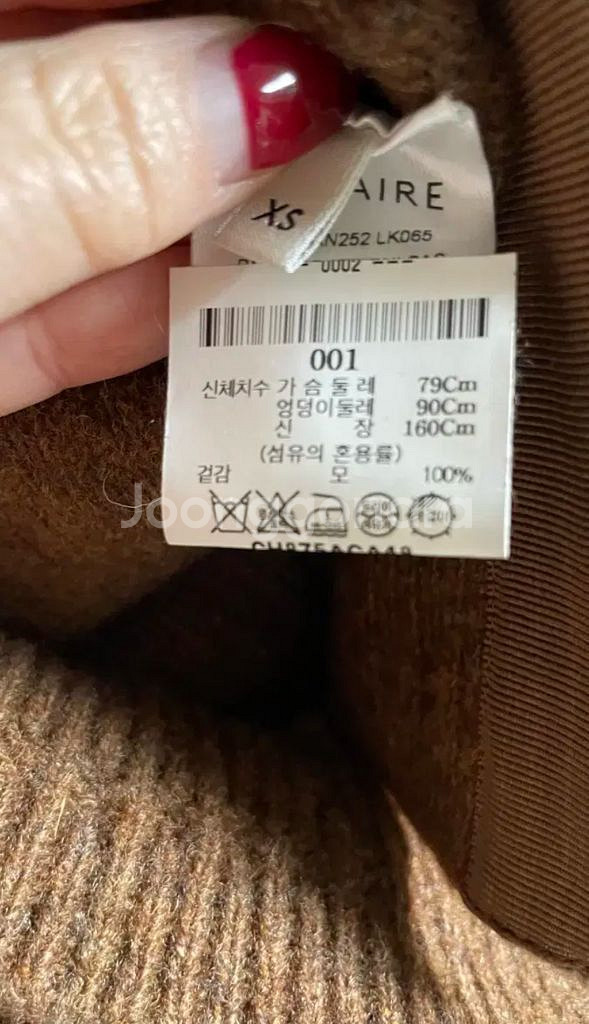 AIRE
XS
N252 LK065
0002
001
신체치수 가 슴 둘 레 79Cm
엉덩이둘레 90Cm
신 장 160Cm
(섬유의 혼용률)
겉감 모 100%